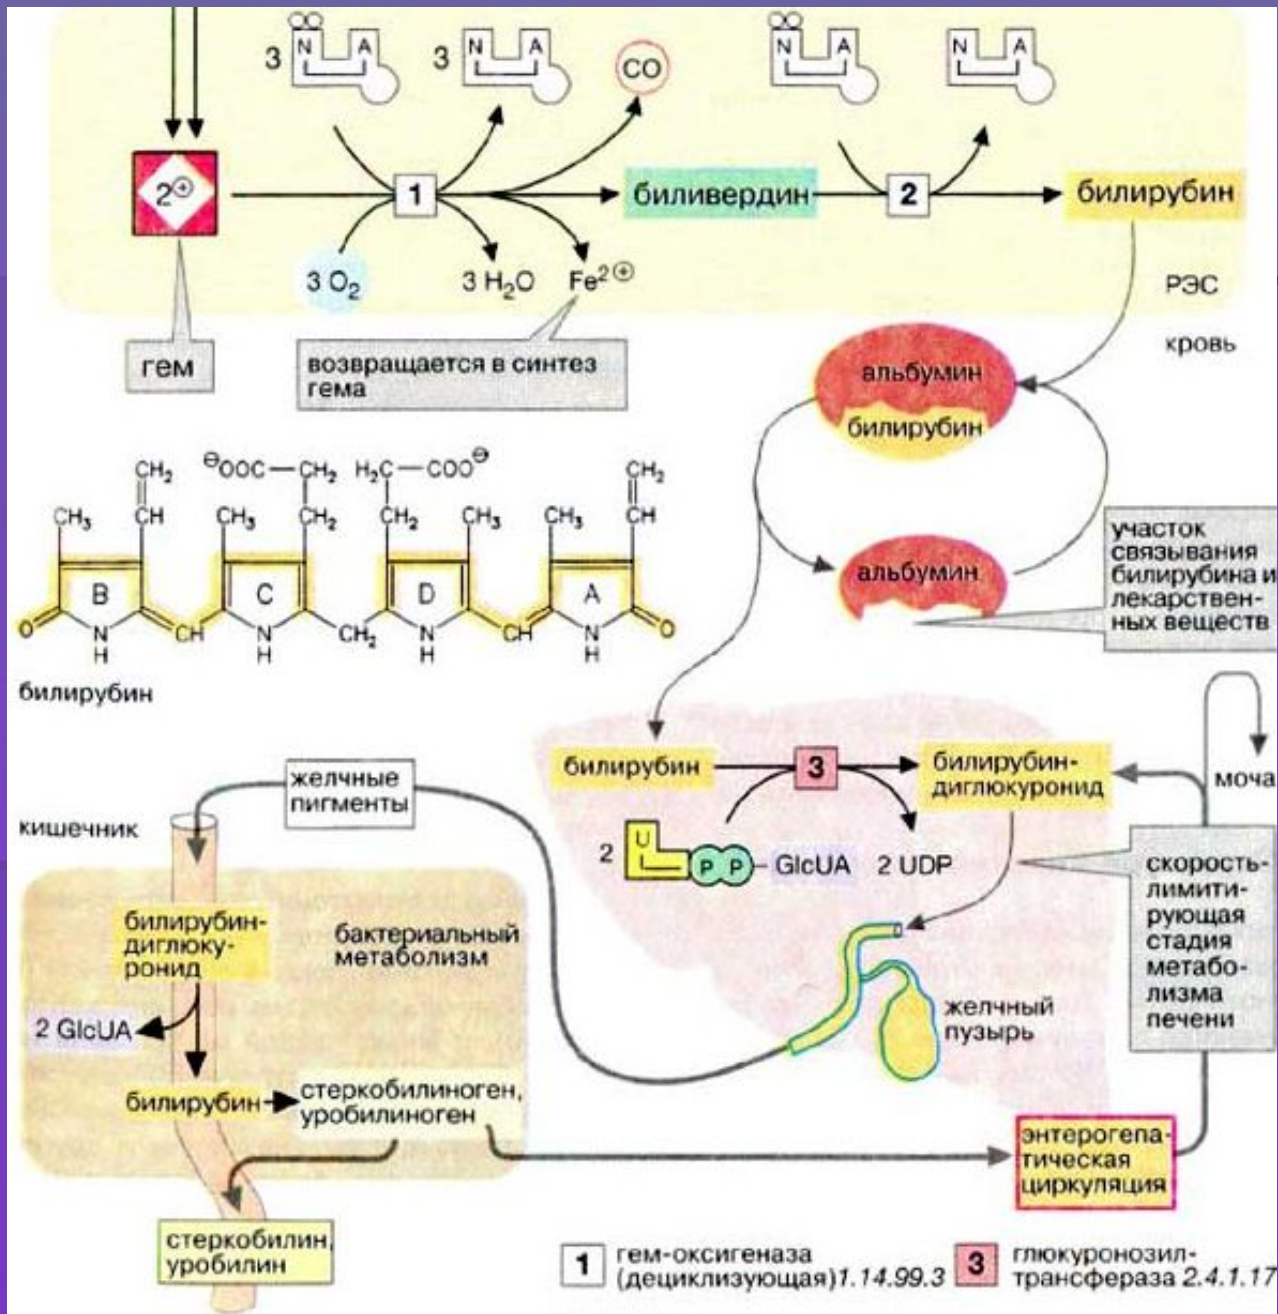 3 N A
3 N A
CO
N A
N A
2⊕
1
биливердин
2
билирубин
3 O₂
3 H₂O
Fe²⊕
РЭС
гем
возвращается в синтез
гема
кровь
альбумин
билирубин
⊖OOC—CH₂ H₂C—COO⊖
CH₂
CH₂
CH₃ CH CH₃ CH₂ CH₂ CH₃ CH₃ CH
B C D A
O N H CH N H CH₂ N H CH N H O
билирубин
альбумин
участок
связывания
билирубина и
лекарствен-
ных веществ
билирубин
3
билирубин-
диглюкуронид
моча
2 U P P – GlcUA 2 UDP
желчные
пигменты
кишечник
скорость-
лимити-
рующая
стадия
метабо-
лизма
печени
билирубин-
диглюку-
ронид
бактериальный
метаболизм
2 GlcUA
желчный
пузырь
билирубин
стеркобилиноген,
уробилиноген
энтерогепа-
тическая
циркуляция
стеркобилин,
уробилин
1 гем-оксигеназа
(дециклизующая)1.14.99.3
3 глюкуронозил-
трансфераза 2.4.1.17